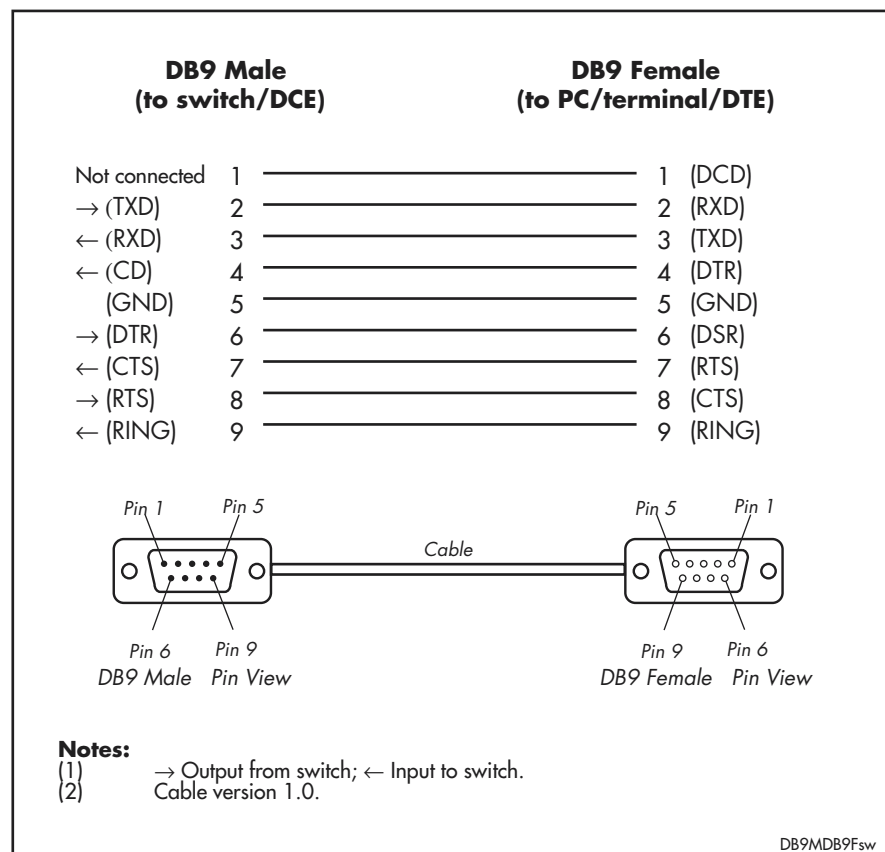 DB9 Male
(to switch/DCE)
DB9 Female
(to PC/terminal/DTE)
Not connected 1 1 (DCD)
→ (TXD) 2 2 (RXD)
← (RXD) 3 3 (TXD)
← (CD) 4 4 (DTR)
(GND) 5 5 (GND)
→ (DTR) 6 6 (DSR)
← (CTS) 7 7 (RTS)
→ (RTS) 8 8 (CTS)
← (RING) 9 9 (RING)
Pin 1 Pin 5 Pin 5 Pin 1
Cable
Pin 6 Pin 9 Pin 9 Pin 6
DB9 Male Pin View DB9 Female Pin View
Notes:
(1) → Output from switch; ← Input to switch.
(2) Cable version 1.0.
DB9MDB9Fsw